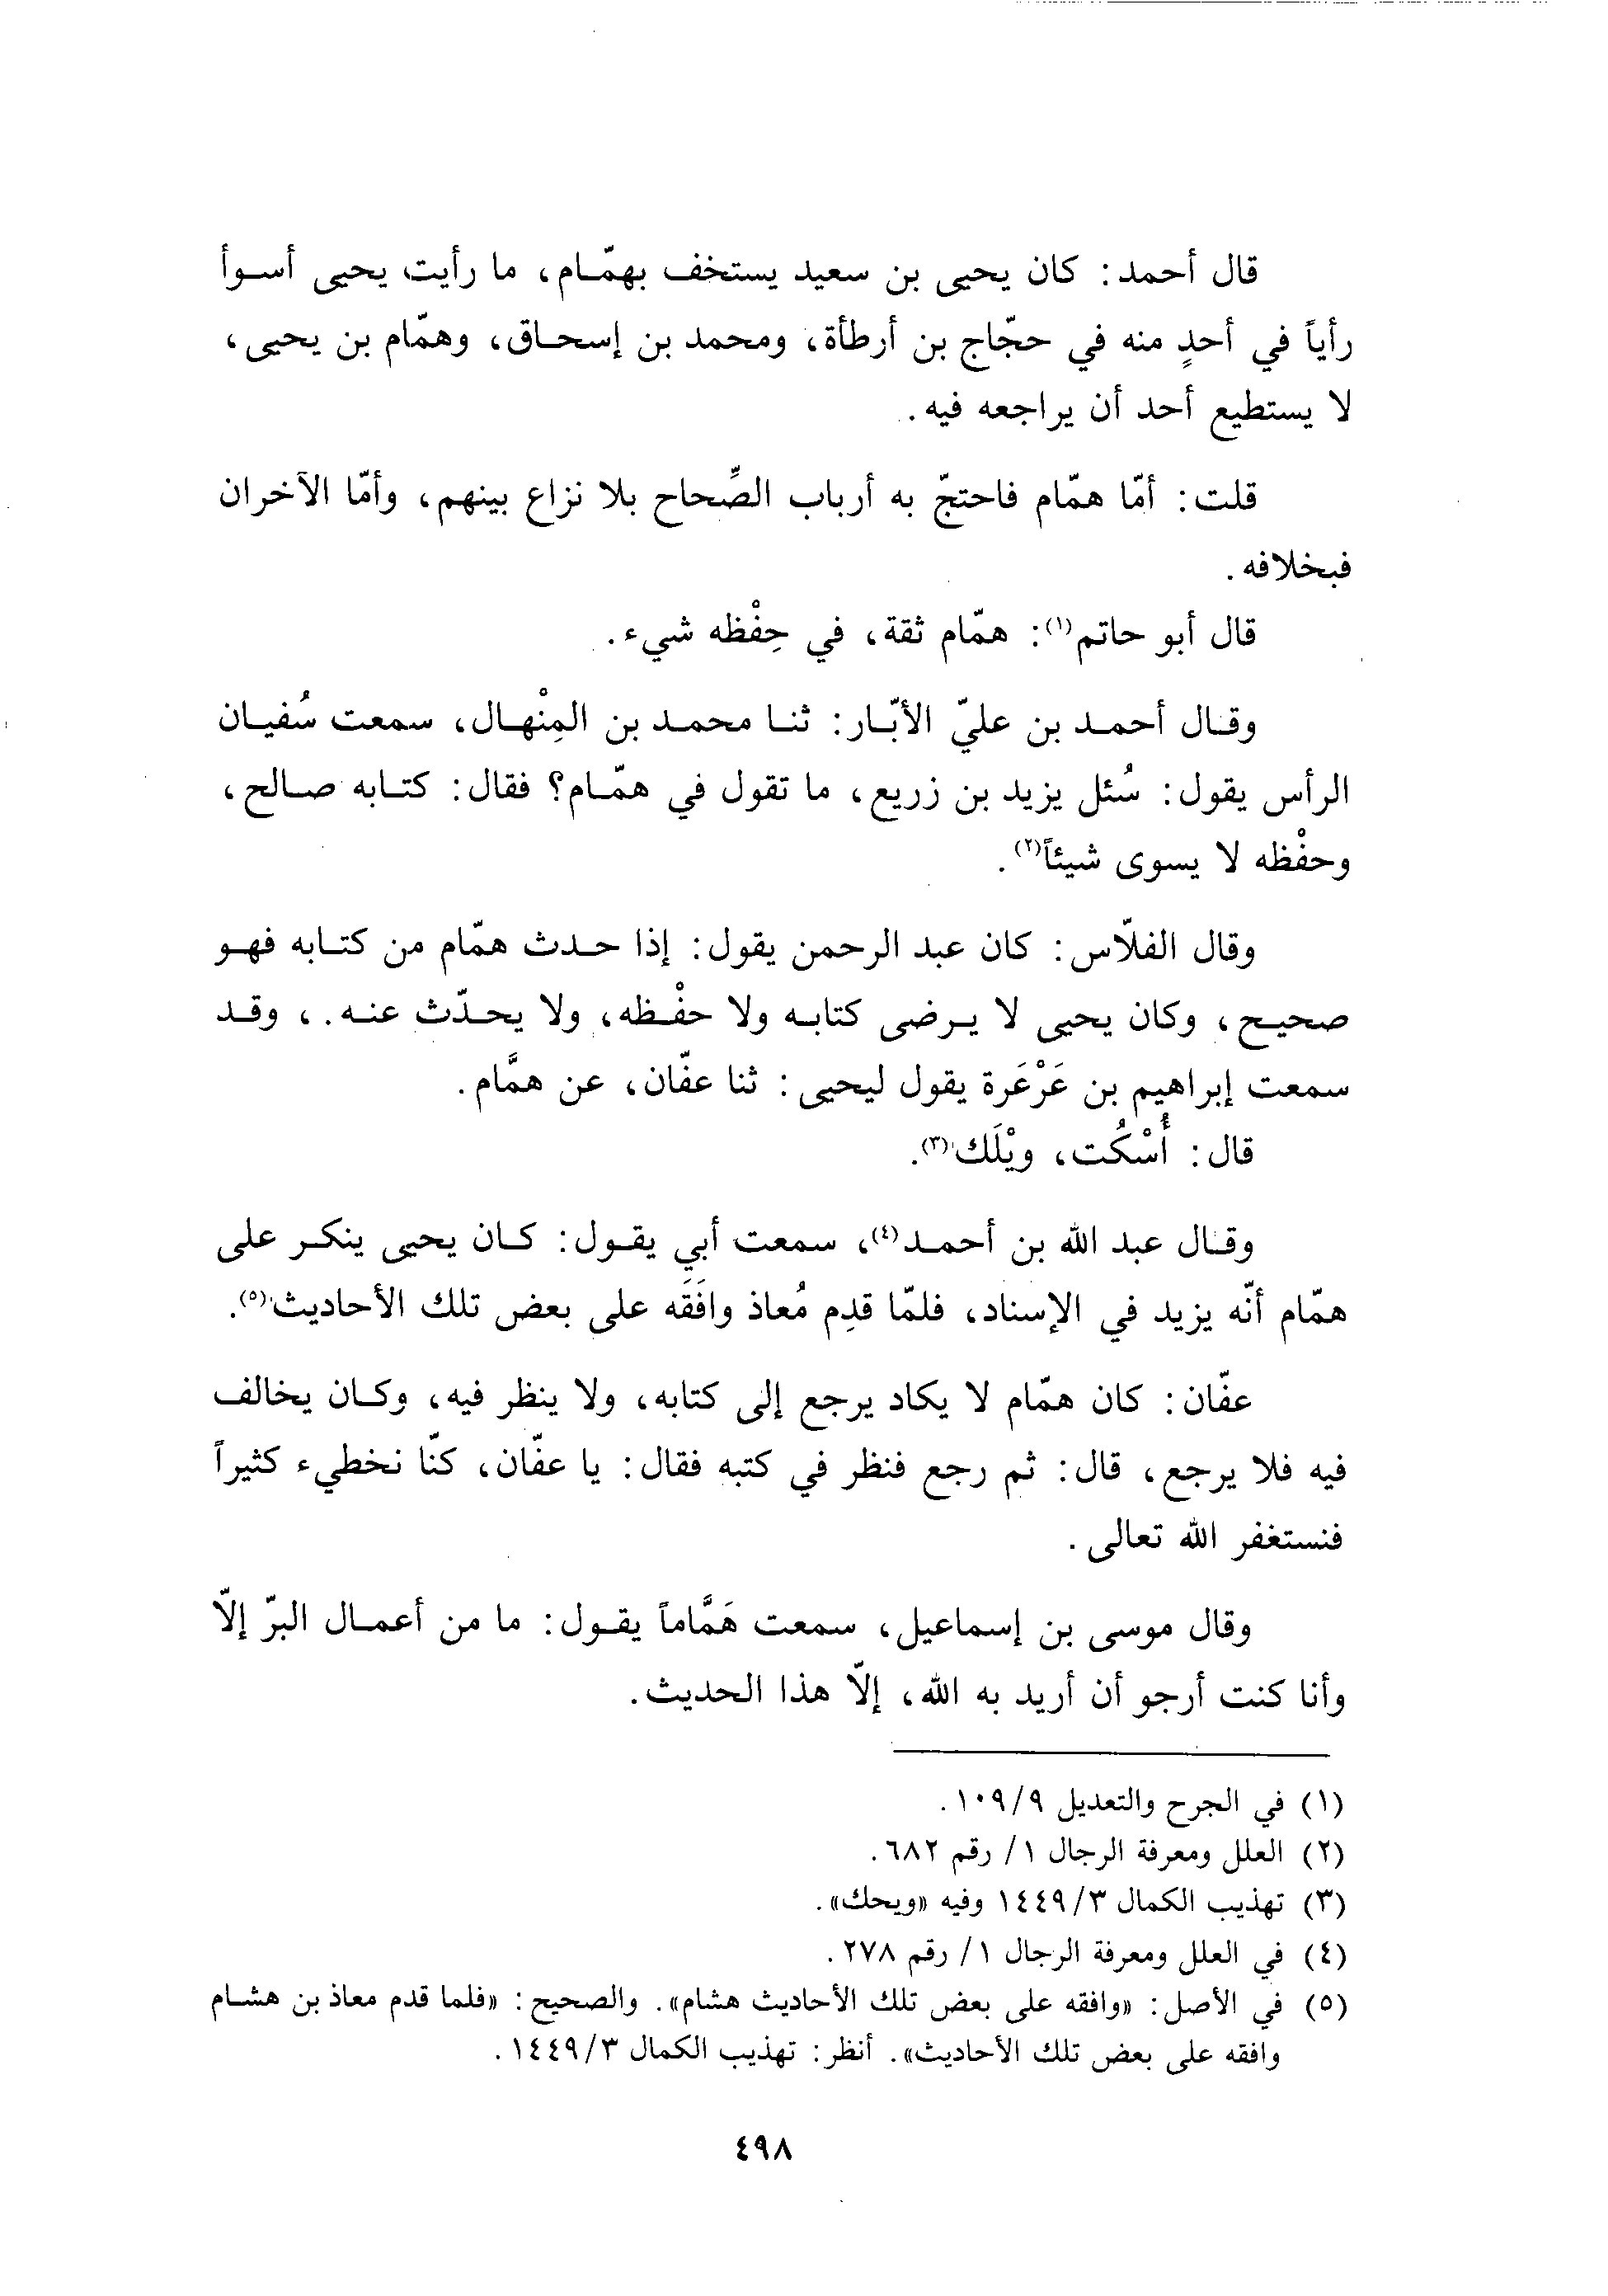 قال أحمد: كان يحيى بن سعيد يستخف بهمّام، ما رأيت يحيى أسوأ
رأياً في أحدٍ منه في حجّاج بن أرطأة، ومحمد بن إسحاق، وهمّام بن يحيى،
لا يستطيع أحد أن يراجعه فيه.
قلت: أمّا همّام فاحتجّ به أرباب الصِّحاح بلا نزاع بينهم، وأمّا الآخران
فبخلافه.
قال أبو حاتم(١): همّام ثقة، في حِفْظه شيء.
وقال أحمد بن عليّ الأبّار: ثنا محمد بن المِنْهال، سمعت سُفيان
الرأس يقول: سُئل يزيد بن زريع، ما تقول في همّام؟ فقال: كتابه صالح،
وحفْظه لا يسوى شيئاً(٢).
وقال الفلّاس: كان عبد الرحمن يقول: إذا حدث همّام من كتابه فهو
صحيح، وكان يحيى لا يرضى كتابه ولا حفْظه، ولا يحدّث عنه.، وقد
سمعت إبراهيم بن عَرْعَرة يقول ليحيى: ثنا عفّان، عن همَّام.
قال: أُسْكُت، ويْلَك(٣).
وقال عبد الله بن أحمد(٤)، سمعت أبي يقول: كان يحيى ينكر على
همّام أنّه يزيد في الإسناد، فلمّا قدِم مُعاذ وافَقَه على بعض تلك الأحاديث(٥).
عفّان: كان همّام لا يكاد يرجع إلى كتابه، ولا ينظر فيه، وكان يخالف
فيه فلا يرجع، قال: ثم رجع فنظر في كتبه فقال: يا عفّان، كنّا نخطيء كثيراً
فنستغفر الله تعالى.
وقال موسى بن إسماعيل، سمعت هَمَّاماً يقول: ما من أعمال البرّ إلّا
وأنا كنت أرجو أن أريد به الله، إلّا هذا الحديث.
(١) في الجرح والتعديل ١٠٩/٩.
(٢) العلل ومعرفة الرجال ١/ رقم ٦٨٢.
(٣) تهذيب الكمال ١٤٤٩/٣ وفيه «ويحك».
(٤) في العلل ومعرفة الرجال ١/ رقم ٢٧٨.
(٥) في الأصل: «وافقه على بعض تلك الأحاديث هشام». والصحيح: «فلما قدم معاذ بن هشام
وافقه على بعض تلك الأحاديث». أنظر: تهذيب الكمال ١٤٤٩/٣.
٤٩٨